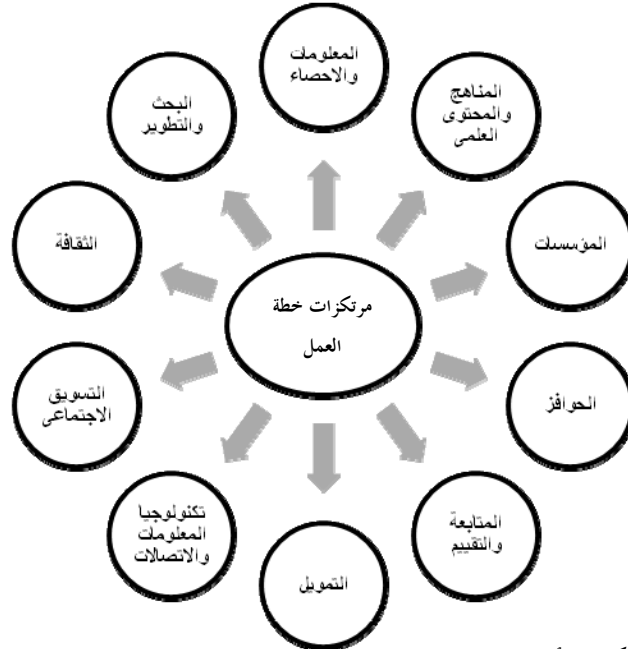 المعلومات
والاحصاء
المناهج
والمحتوى
العلمى
المؤسسات
الحوافز
المتابعة
والتقييم
التمويل
تكنولوجيا
المعلومات
والاتصالات
التسويق
الاجتماعى
الثقافة
البحث
والتطوير
مرتكزات خطة
العمل